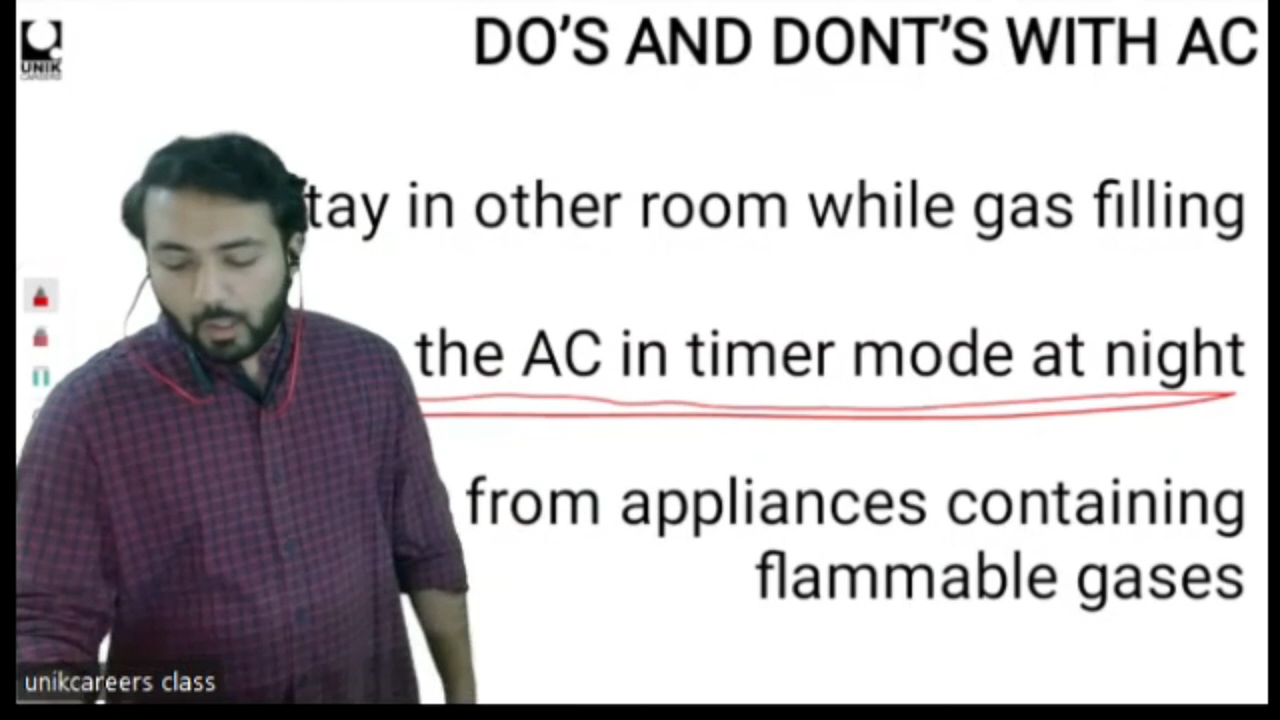 UNIK
CAREERS
DO'S AND DONT'S WITH AC
tay in other room while gas filling
the AC in timer mode at night
from appliances containing
flammable gases
unikcareers class